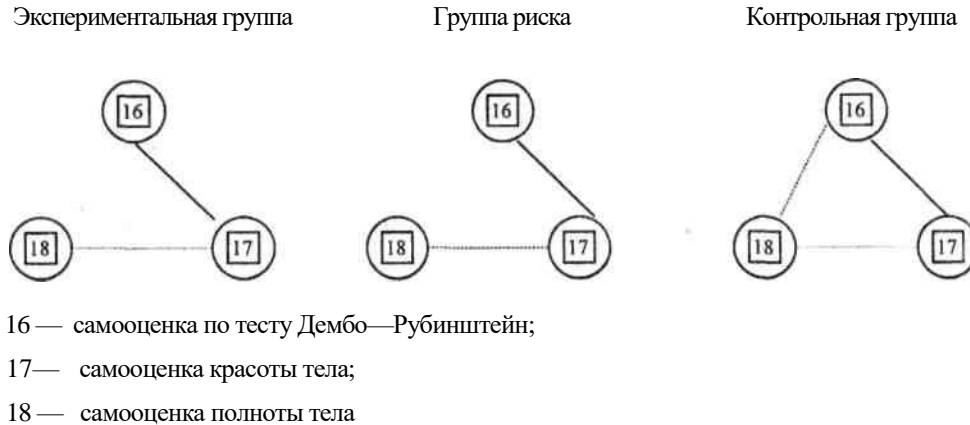 Экспериментальная группа Группа риска Контрольная группа
16 16 16
18 17 18 17 18 17
16 — самооценка по тесту Дембо—Рубинштейн;
17— самооценка красоты тела;
18 — самооценка полноты тела